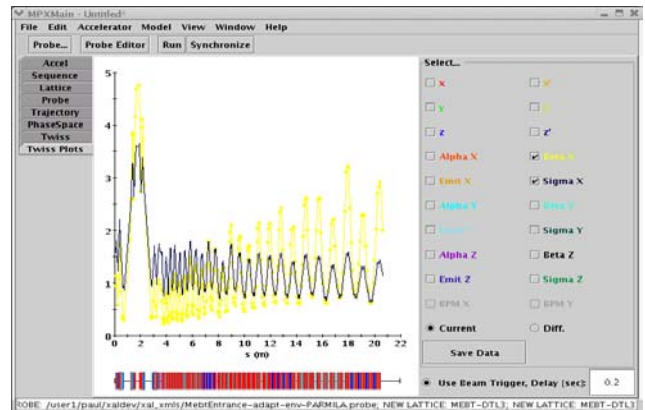 MPXMain - Untitled*
File Edit Accelerator Model View Window Help
Probe... Probe Editor Run Synchronize
Accel
Sequence
Lattice
Probe
Trajectory
PhaseSpace
Twiss
Twiss Plots
5
4
3
2
1
0
0 2 4 6 8 10 12 14 16 18 20 22
s (m)
Select...
X X'
Y
Z Z'
Alpha X Beta X
Emit X Sigma X
Alpha Y Beta Y
Sigma Y
Alpha Z Beta Z
Emit Z Sigma Z
BPM X BPM Y
Current Diff.
Save Data
Use Beam Trigger, Delay (sec): 0.2
ROBE: /user1/paul/xaldev/xal_xmls/MebtEntrance-adapt-env-PARMILA.probe; NEW LATTICE: MEBT-DTL3; NEW LATTICE: MEBT-DTL3